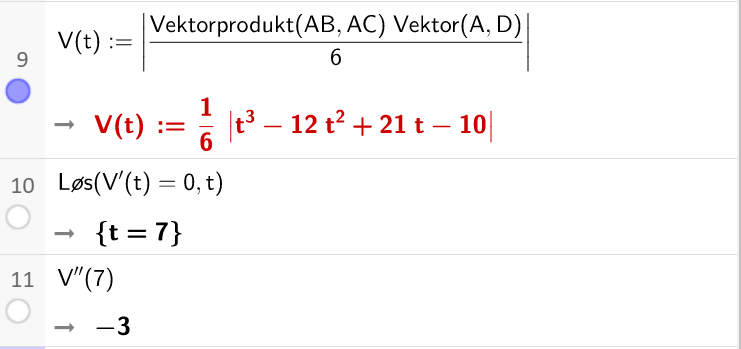 9 V(t) := |Vektorprodukt(AB, AC) Vektor(A, D) / 6|
→ V(t) := 1/6 |t³ − 12 t² + 21 t − 10|
10 Løs(V′(t) = 0, t)
→ {t = 7}
11 V″(7)
→ −3